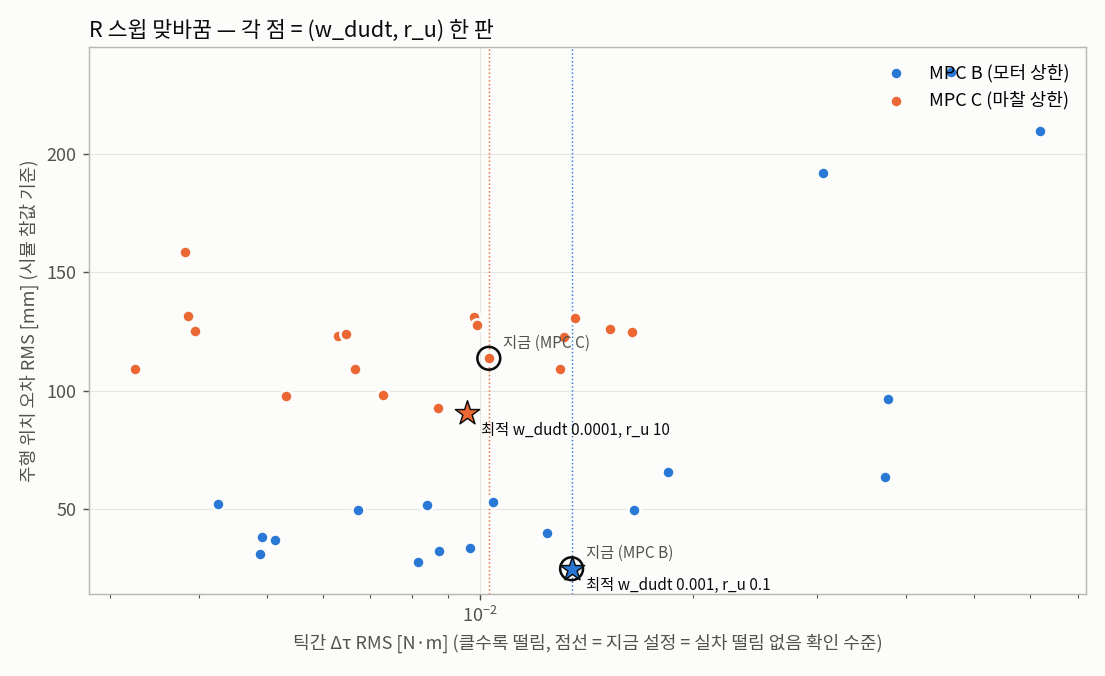 R 스윕 맞바꿈 — 각 점 = (w_dudt, r_u) 한 판
MPC B (모터 상한)
MPC C (마찰 상한)
주행 위치 오차 RMS [mm] (시뮬 참값 기준)
200
150
100
50
지금 (MPC C)
최적 w_dudt 0.0001, r_u 10
지금 (MPC B)
최적 w_dudt 0.001, r_u 0.1
10⁻²
틱간 Δτ RMS [N·m] (클수록 떨림, 점선 = 지금 설정 = 실차 떨림 없음 확인 수준)